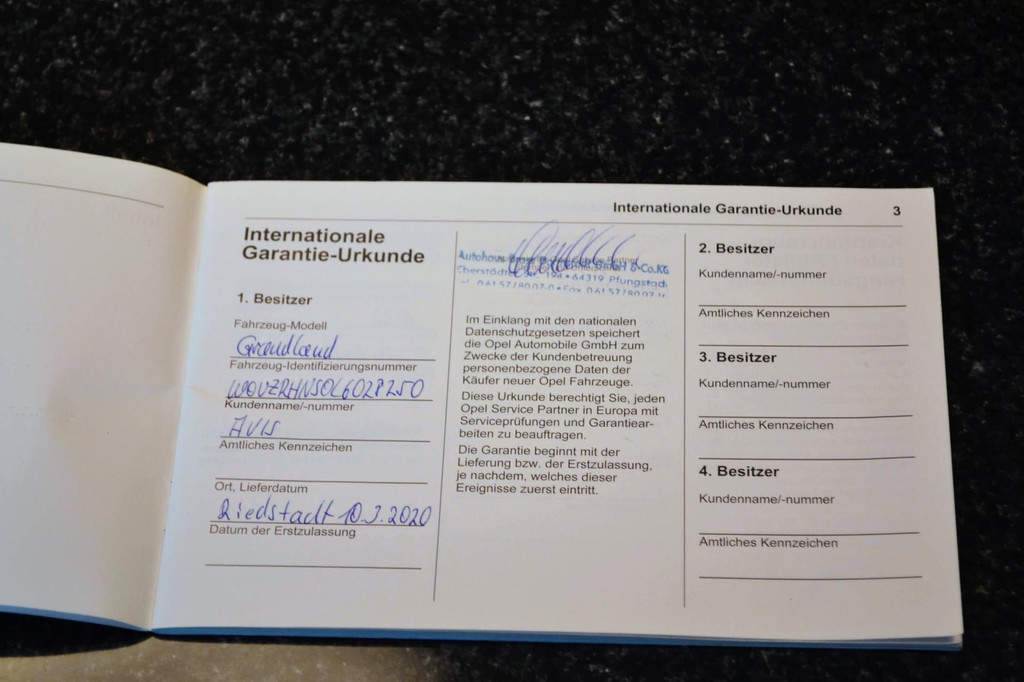 Internationale Garantie-Urkunde 3
Internationale
Garantie-Urkunde
1. Besitzer
Fahrzeug-Modell
Grandland
Fahrzeug-Identifizierungsnummer
Kundenname/-nummer
AVIS
Amtliches Kennzeichen
Ort, Lieferdatum
Riedstadt 10.3.2020
Datum der Erstzulassung
Autohaus GmbH & Co.KG
64319 Pfungstadt
Im Einklang mit den nationalen
Datenschutzgesetzen speichert
die Opel Automobile GmbH zum
Zwecke der Kundenbetreuung
personenbezogene Daten der
Käufer neuer Opel Fahrzeuge.
Diese Urkunde berechtigt Sie, jeden
Opel Service Partner in Europa mit
Serviceprüfungen und Garantiear-
beiten zu beauftragen.
Die Garantie beginnt mit der
Lieferung bzw. der Erstzulassung,
je nachdem, welches dieser
Ereignisse zuerst eintritt.
2. Besitzer
Kundenname/-nummer
Amtliches Kennzeichen
3. Besitzer
Kundenname/-nummer
Amtliches Kennzeichen
4. Besitzer
Kundenname/-nummer
Amtliches Kennzeichen